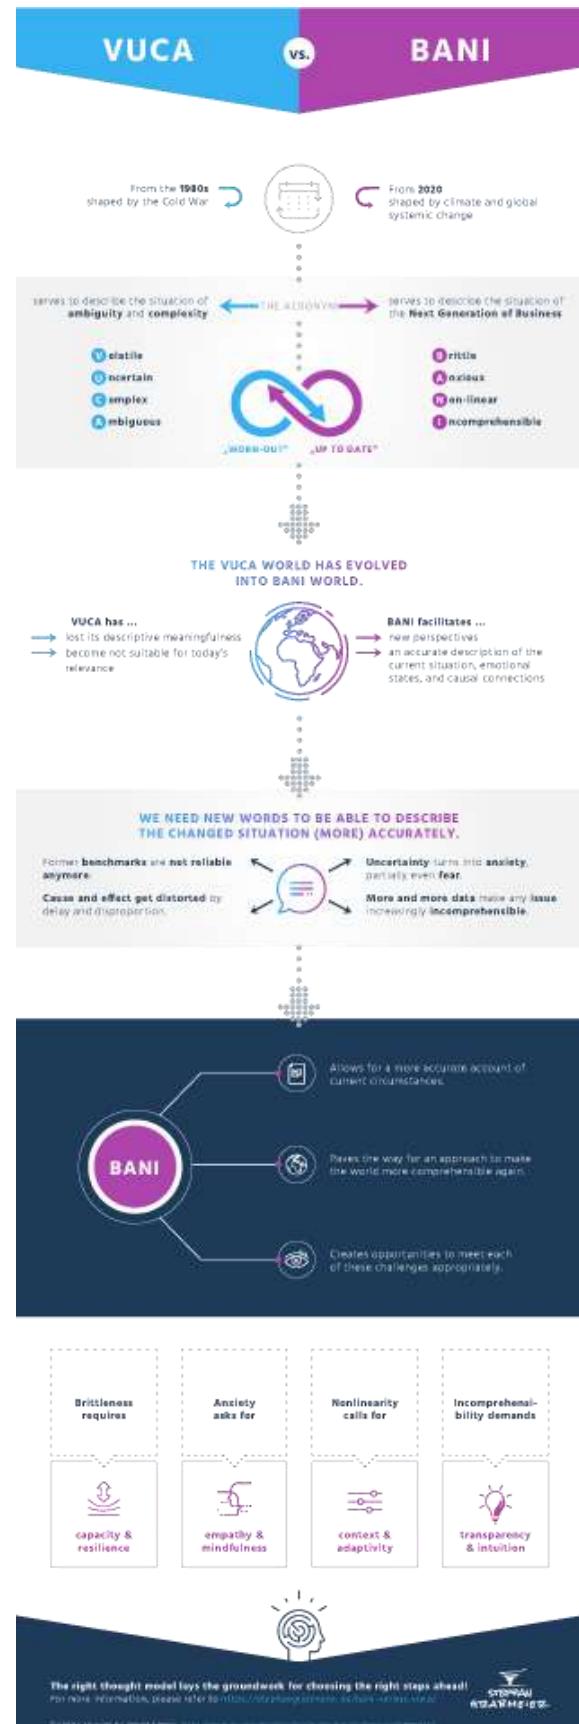 VUCA
vs.
BANI
From the 1980s
shaped by the Cold War
From 2020
shaped by climate and global
systemic change
serves to describe the situation of
ambiguity and complexity
THE ACRONYM
serves to describe the situation of
the Next Generation of Business
Volatile
Uncertain
Complex
Ambiguous
Brittle
Anxious
Non-linear
Incomprehensible
„WORN-OUT"
„UP TO DATE"
THE VUCA WORLD HAS EVOLVED
INTO BANI WORLD.
VUCA has ...
lost its descriptive meaningfulness
become not suitable for today's
relevance
BANI facilitates ...
new perspectives
an accurate description of the
current situation, emotional
states, and causal connections
WE NEED NEW WORDS TO BE ABLE TO DESCRIBE
THE CHANGED SITUATION (MORE) ACCURATELY.
Former benchmarks are not reliable
anymore.
Cause and effect get distorted by
delay and disproportion.
Uncertainty turns into anxiety,
partially even fear.
More and more data make any issue
increasingly incomprehensible.
BANI
Allows for a more accurate account of
current circumstances.
Paves the way for an approach to make
the world more comprehensible again.
Creates opportunities to meet each
of these challenges appropriately.
Brittleness
requires
capacity &
resilience
Anxiety
asks for
empathy &
mindfulness
Nonlinearity
calls for
context &
adaptivity
Incomprehensi-
bility demands
transparency
& intuition
The right thought model lays the groundwork for choosing the right steps ahead!
For more information, please refer to
STEPHAN
GRABMEIER